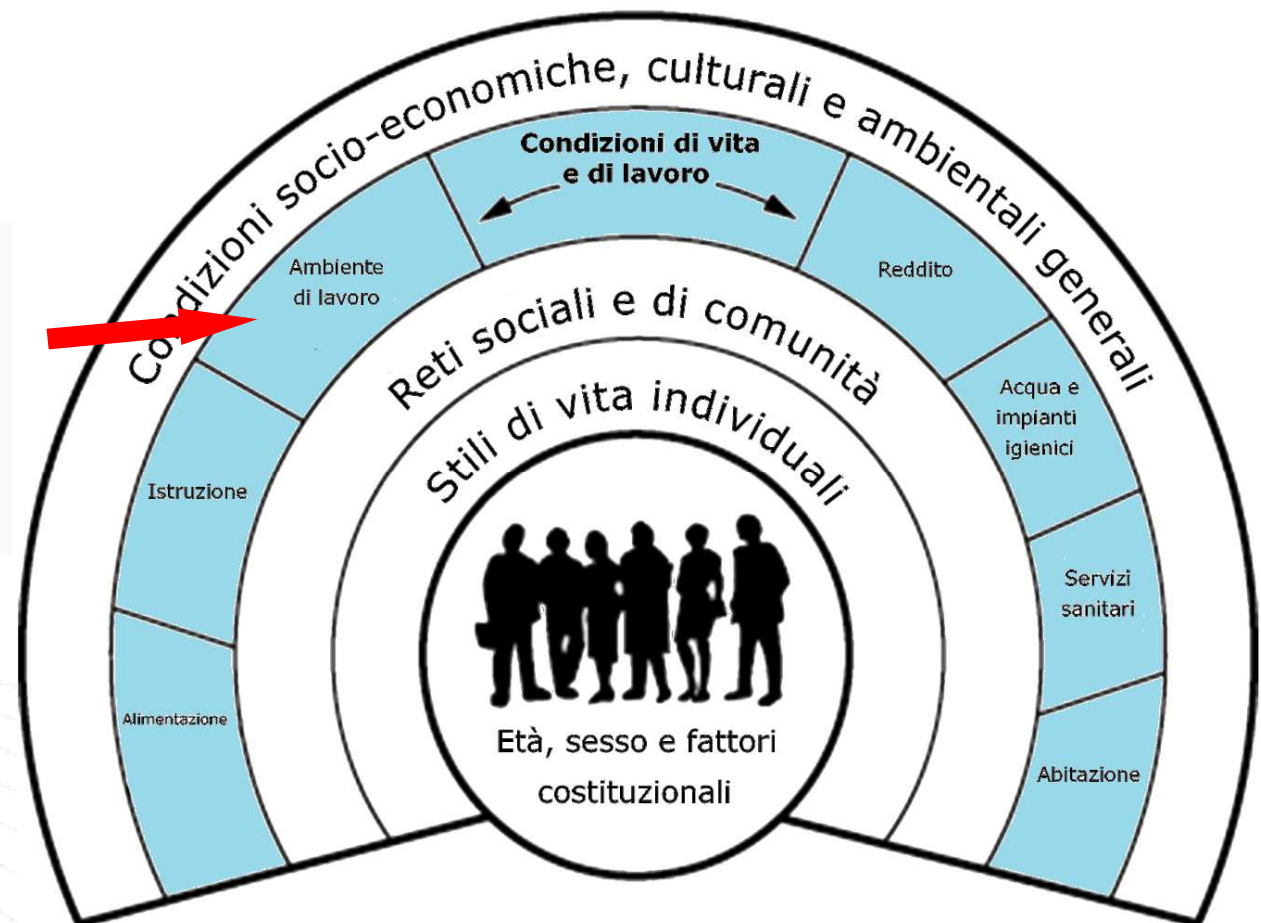 Condizioni socio-economiche, culturali e ambientali generali
Condizioni di vita
e di lavoro
Ambiente
di lavoro
Reddito
Istruzione
Acqua e
impianti
igienici
Alimentazione
Servizi
sanitari
Abitazione
Reti sociali e di comunità
Stili di vita individuali
Età, sesso e fattori
costituzionali